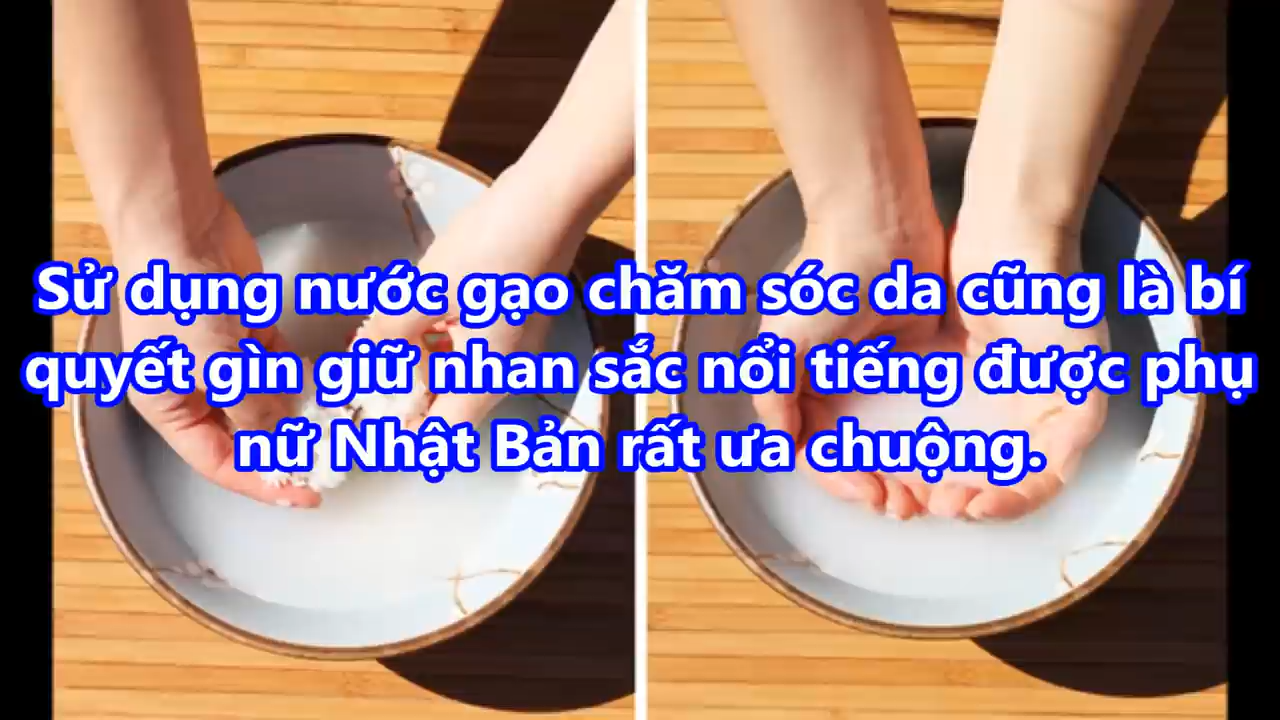 Sử dụng nước gạo chăm sóc da cũng là bí
quyết gìn giữ nhan sắc nổi tiếng được phụ
nữ Nhật Bản rất ưa chuộng.